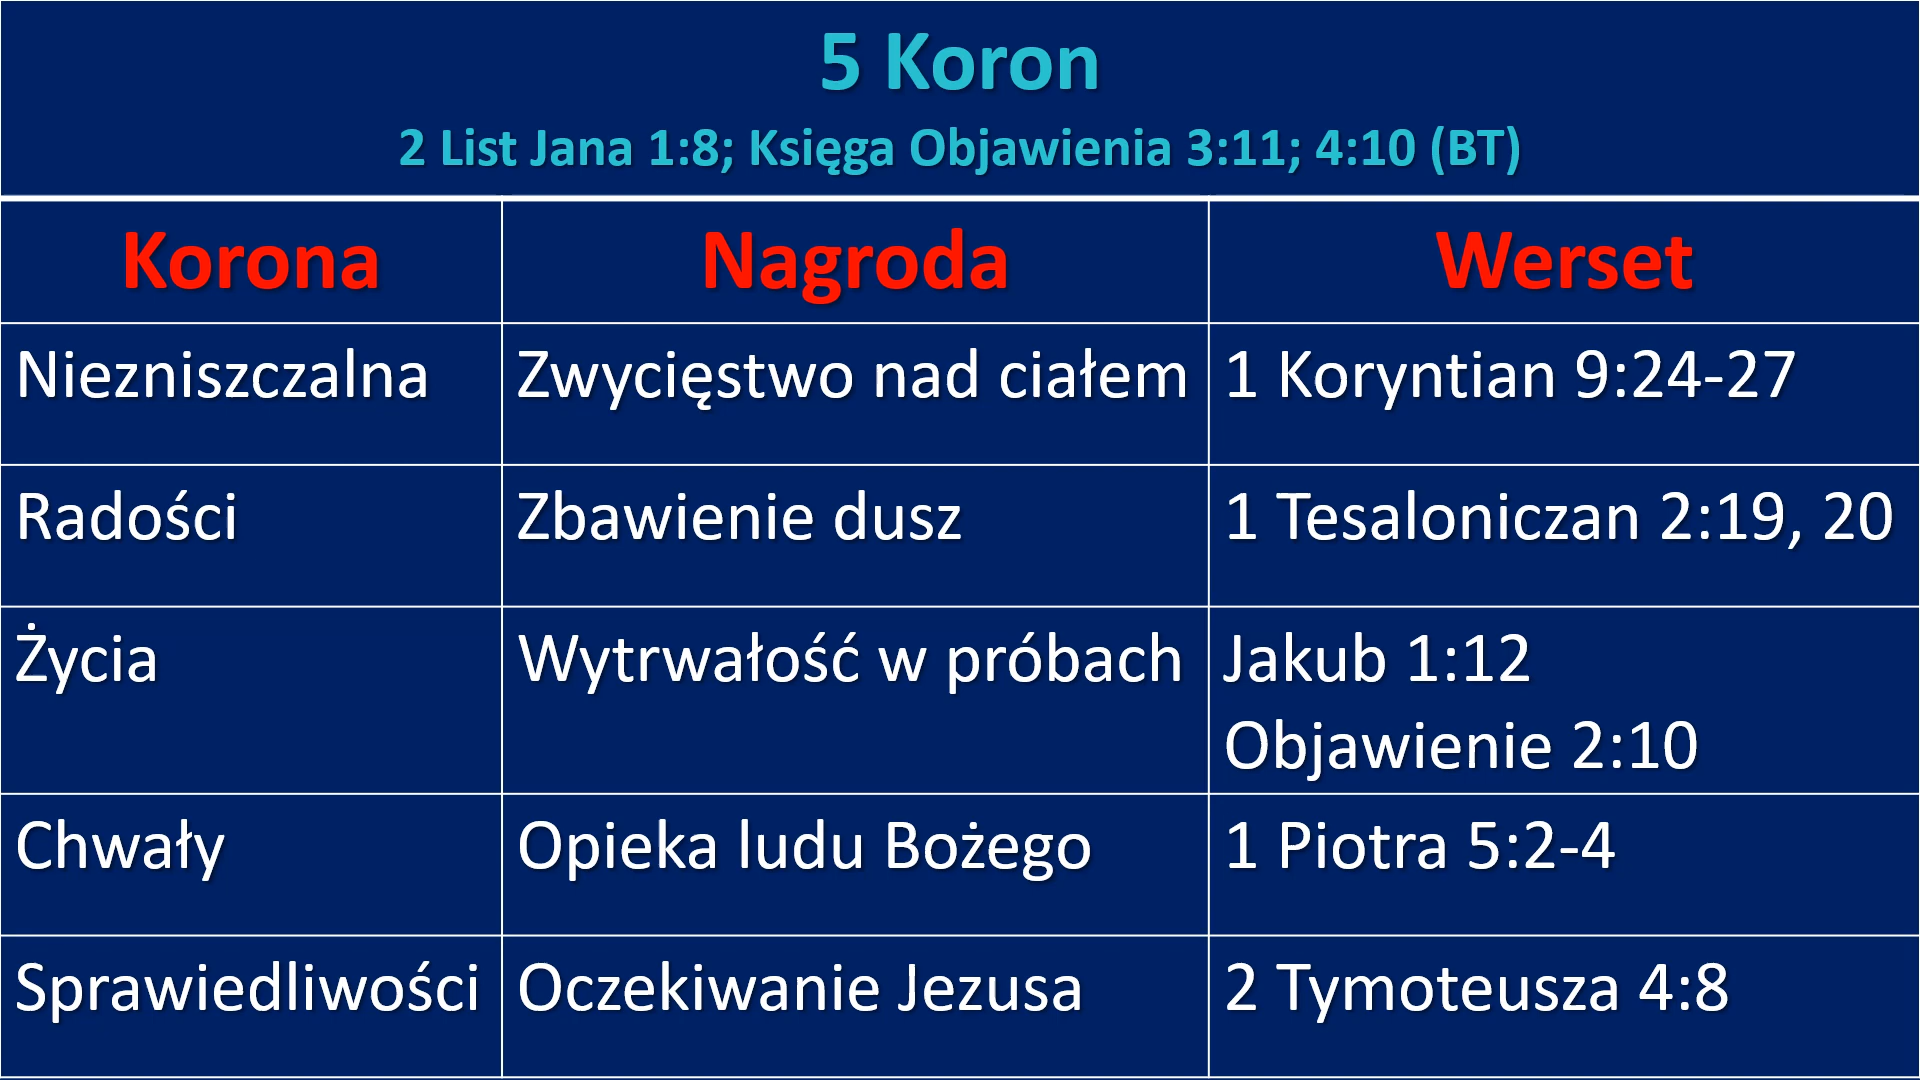 5 Koron
2 List Jana 1:8; Księga Objawienia 3:11; 4:10 (BT)
Korona Nagroda Werset
Niezniszczalna Zwycięstwo nad ciałem 1 Koryntian 9:24-27
Radości Zbawienie dusz 1 Tesaloniczan 2:19, 20
Życia Wytrwałość w próbach Jakub 1:12
Objawienie 2:10
Chwały Opieka ludu Bożego 1 Piotra 5:2-4
Sprawiedliwości Oczekiwanie Jezusa 2 Tymoteusza 4:8